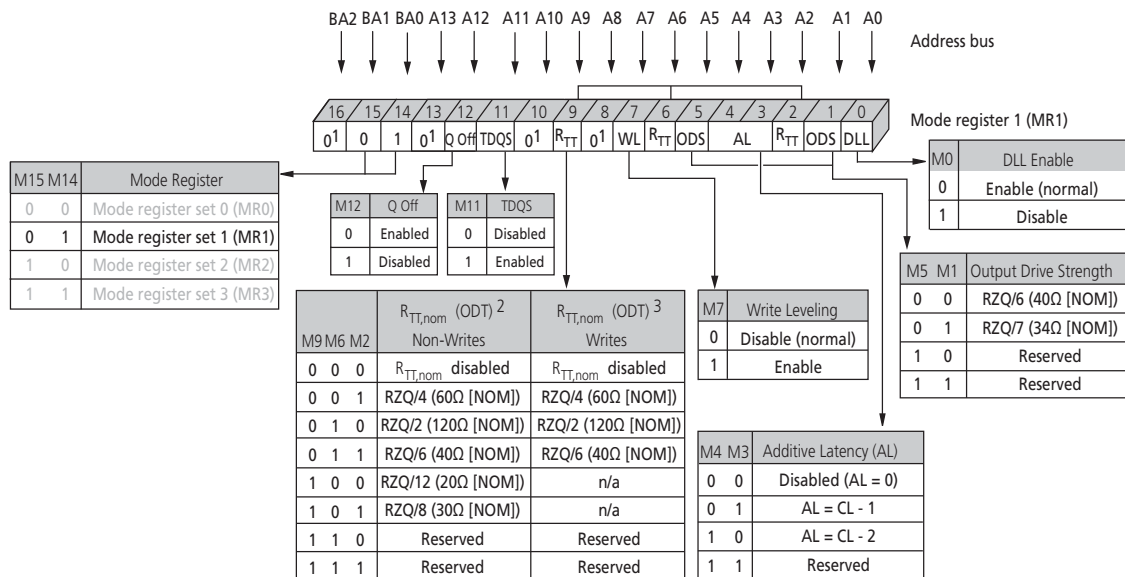 BA2 BA1 BA0 A13 A12 A11 A10 A9 A8 A7 A6 A5 A4 A3 A2 A1 A0
Address bus
16 15 14 13 12 11 10 9 8 7 6 5 4 3 2 1 0
Mode register 1 (MR1)
0¹ 0 1 0¹ Q Off TDQS 0¹ RTT 0¹ WL RTT ODS AL RTT ODS DLL
M15 M14 Mode Register
0 0 Mode register set 0 (MR0)
0 1 Mode register set 1 (MR1)
1 0 Mode register set 2 (MR2)
1 1 Mode register set 3 (MR3)
M12 Q Off
0 Enabled
1 Disabled
M11 TDQS
0 Disabled
1 Enabled
M0 DLL Enable
0 Enable (normal)
1 Disable
M5 M1 Output Drive Strength
0 0 RZQ/6 (40Ω [NOM])
0 1 RZQ/7 (34Ω [NOM])
1 0 Reserved
1 1 Reserved
M9 M6 M2 RTT,nom (ODT) 2 Non-Writes RTT,nom (ODT) 3 Writes
0 0 0 RTT,nom disabled RTT,nom disabled
0 0 1 RZQ/4 (60Ω [NOM]) RZQ/4 (60Ω [NOM])
0 1 0 RZQ/2 (120Ω [NOM]) RZQ/2 (120Ω [NOM])
0 1 1 RZQ/6 (40Ω [NOM]) RZQ/6 (40Ω [NOM])
1 0 0 RZQ/12 (20Ω [NOM]) n/a
1 0 1 RZQ/8 (30Ω [NOM]) n/a
1 1 0 Reserved Reserved
1 1 1 Reserved Reserved
M7 Write Leveling
0 Disable (normal)
1 Enable
M4 M3 Additive Latency (AL)
0 0 Disabled (AL = 0)
0 1 AL = CL - 1
1 0 AL = CL - 2
1 1 Reserved